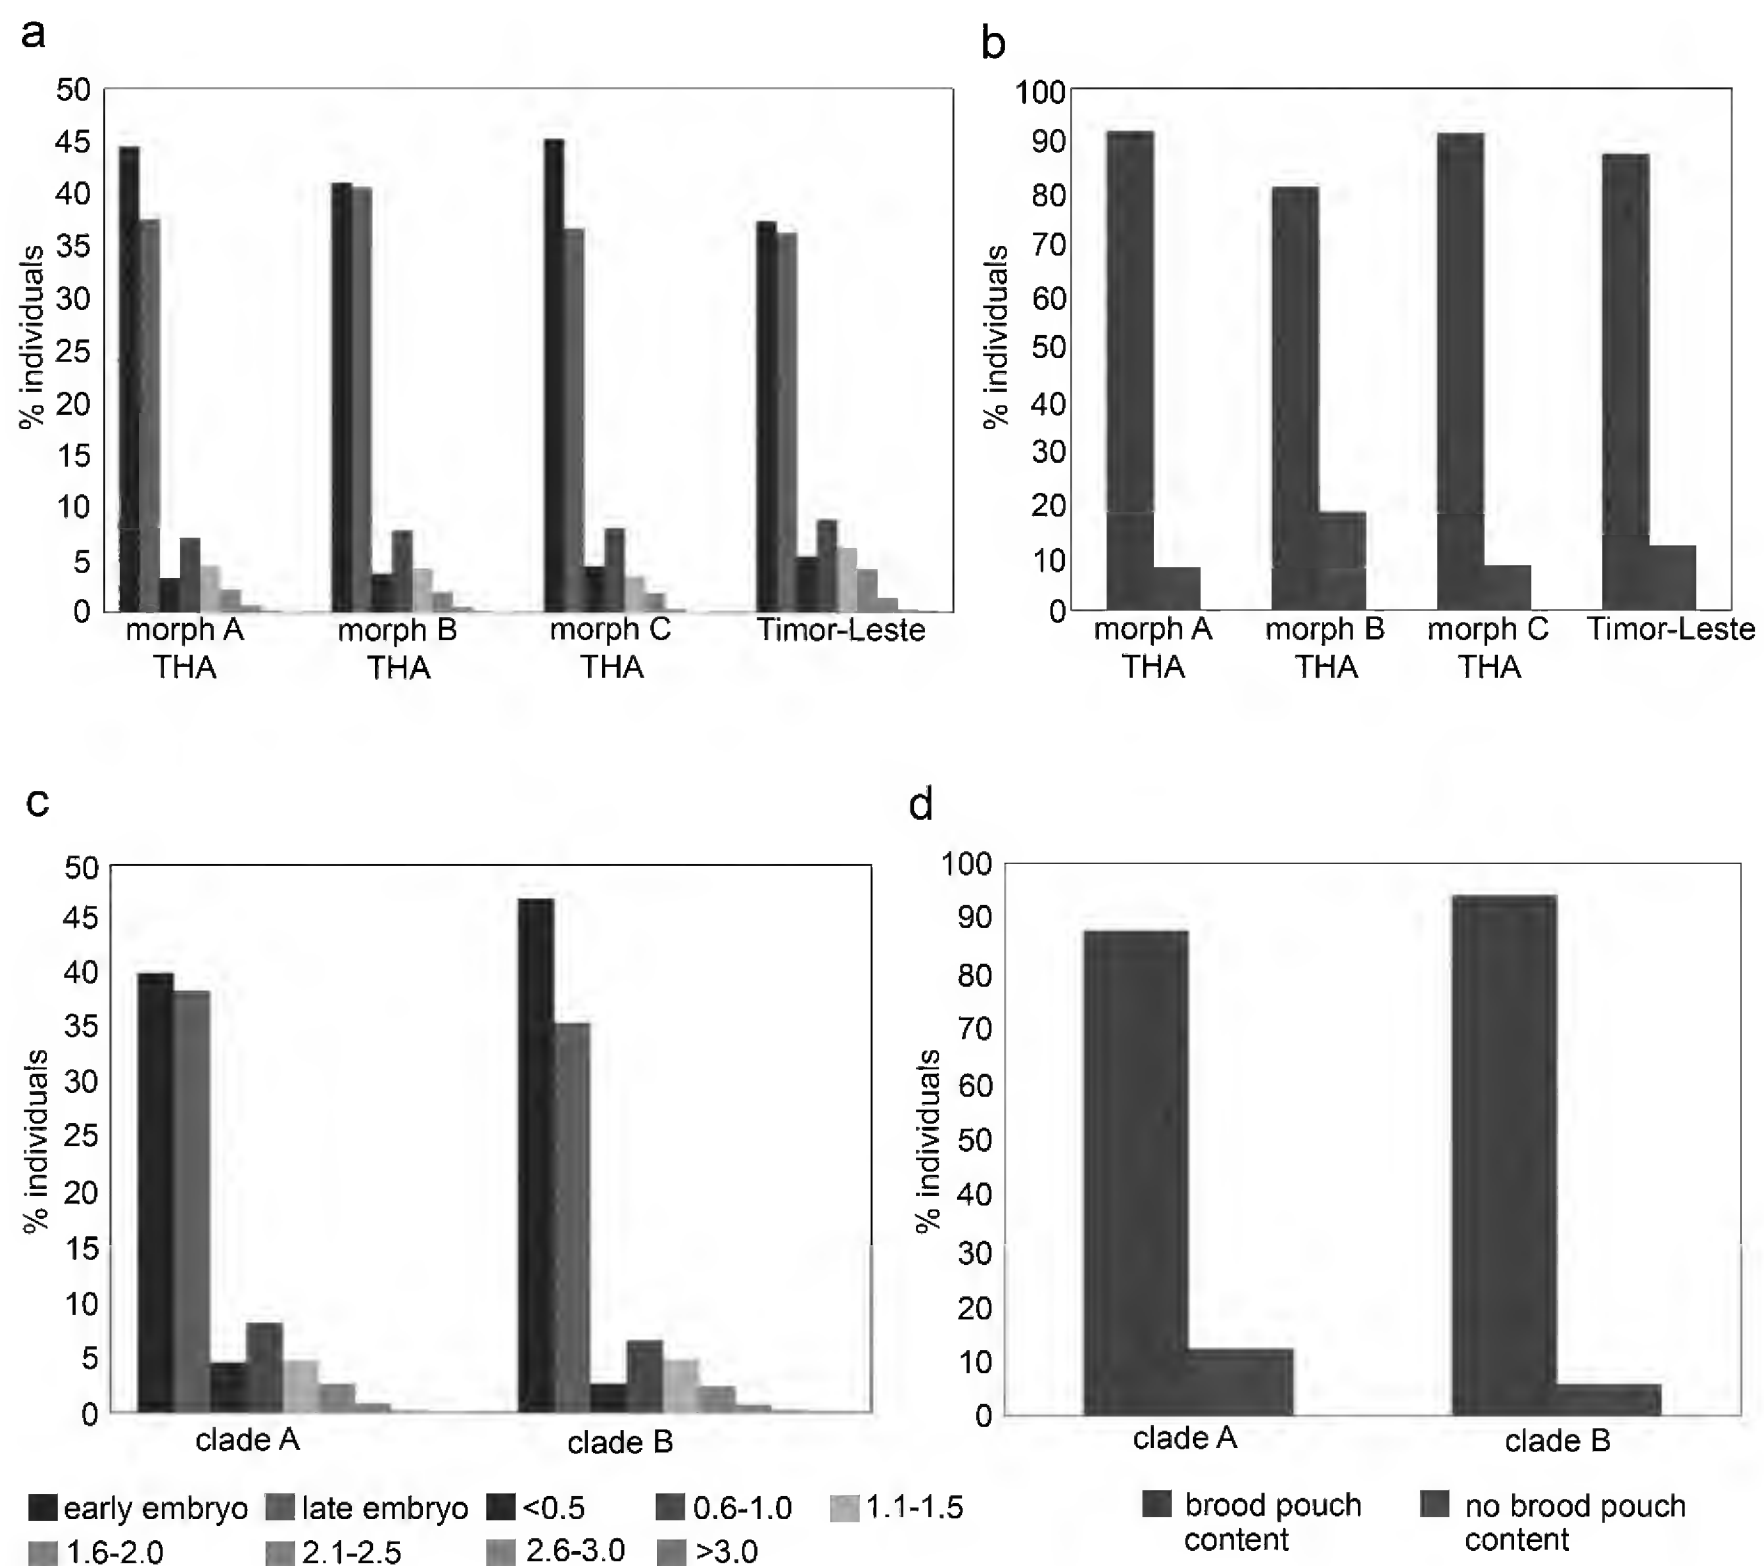 a
50
45
40
35
30
25
20
15
10
5
0
% individuals
morph A morph B morph C Timor-Leste
THA THA THA
b
100
90
80
70
60
50
40
30
20
10
0
% individuals
morph A morph B morph C Timor-Leste
THA THA THA
c
50
45
40
35
30
25
20
15
10
5
0
% individuals
clade A clade B
d
100
90
80
70
60
50
40
30
20
10
0
% individuals
clade A clade B
early embryo late embryo <0.5 0.6-1.0 1.1-1.5
1.6-2.0 2.1-2.5 2.6-3.0 >3.0
brood pouch no brood pouch
content content